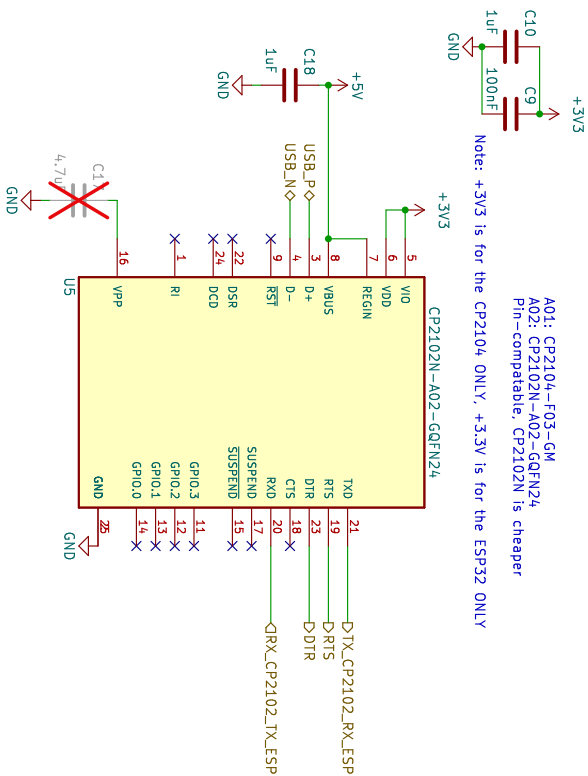 +3V3
C10
1uF
C9
100nF
GND
A01: CP2104-F03-GM
A02: CP2102N-A02-GQFN24
Pin-compatable, CP2102N is cheaper
Note: +3V3 is for the CP2104 ONLY, +3.3V is for the ESP32 ONLY
CP2102N-A02-GQFN24
+3V3
5 VIO
6 VDD
7 REGIN
+5V
8 VBUS
C18
1uF
GND
USB_P
3 D+
USB_N
4 D-
9 RST
22 DSR
24 DCD
1 RI
16 VPP
4.7uF
GND
U5
TXD 21 TX_CP2102_RX_ESP
RTS 19 RTS
DTR 23 DTR
CTS 18
RXD 20 RX_CP2102_TX_ESP
SUSPEND 17
SUSPEND 15
GPIO.3 11
GPIO.2 12
GPIO.1 13
GPIO.0 14
GND 25
GND